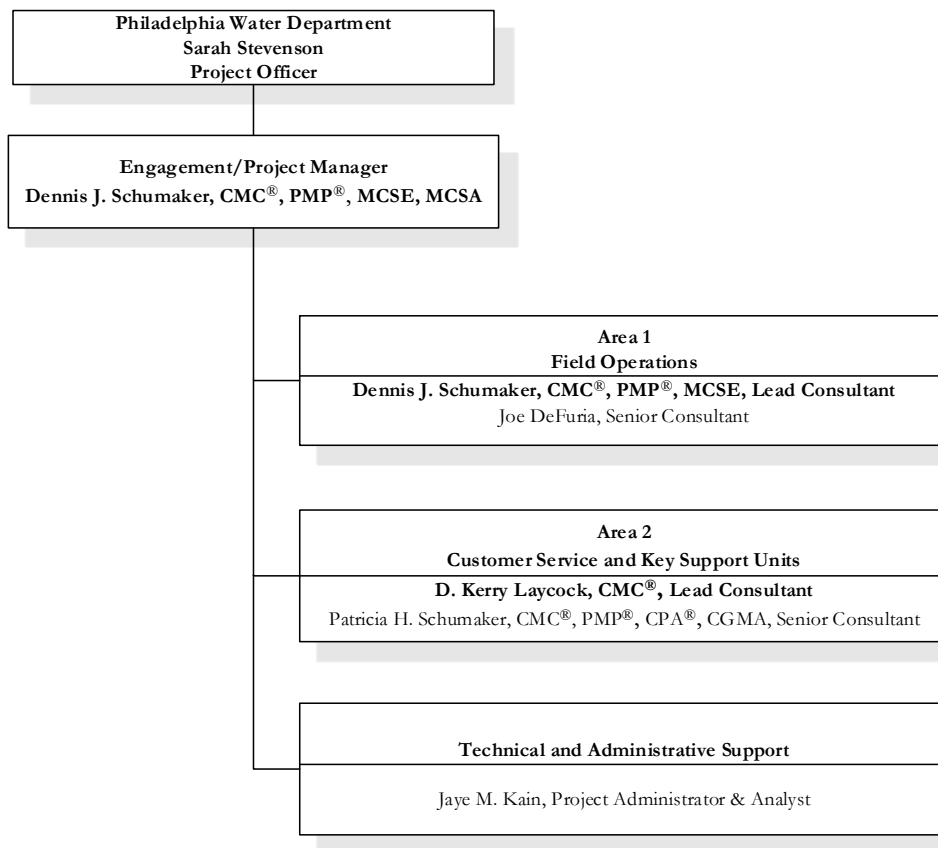 Philadelphia Water Department
Sarah Stevenson
Project Officer
Engagement/Project Manager
Dennis J. Schumaker, CMC®, PMP®, MCSE, MCSA
Area 1
Field Operations
Dennis J. Schumaker, CMC®, PMP®, MCSE, Lead Consultant
Joe DeFuria, Senior Consultant
Area 2
Customer Service and Key Support Units
D. Kerry Laycock, CMC®, Lead Consultant
Patricia H. Schumaker, CMC®, PMP®, CPA®, CGMA, Senior Consultant
Technical and Administrative Support
Jaye M. Kain, Project Administrator & Analyst